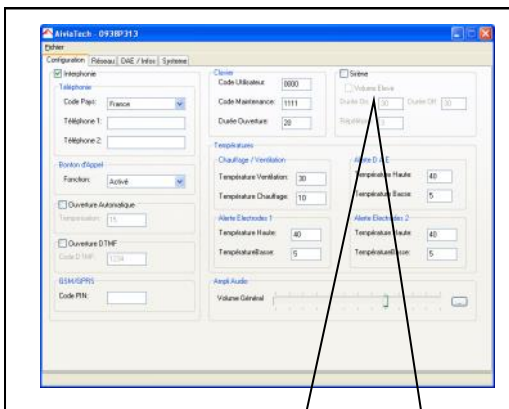 AlviaTech - 0938P313
Fichier
Configuration Réseau DAE / Infos Systeme
Interphonie
Téléphonie
Code Pays: France
Téléphone 1:
Téléphone 2:
Bonton d'Appel
Fonction: Activé
Ouverture Automatique
Temporisation: 15
Ouverture DTMF
Code DTMF: 1234
GSM/GPRS
Code PIN:
Clavier
Code Utilisateur: 0000
Code Maintenance: 1111
Durée Ouverture: 20
Sirène
Volume Elevé
Durée On: 30 Durée Off: 30
Températures
Chauffage / Ventilation
Température Ventilation: 30
Température Chauffage: 10
Alerte D.A.E
Température Haute: 40
Température Basse: 5
Alerte Electrodes 1
Température Haute: 40
TempératureBasse: 5
Alerte Electrodes 2
Température Haute: 40
TempératureBasse: 5
Ampli Audio
Volume Général
...